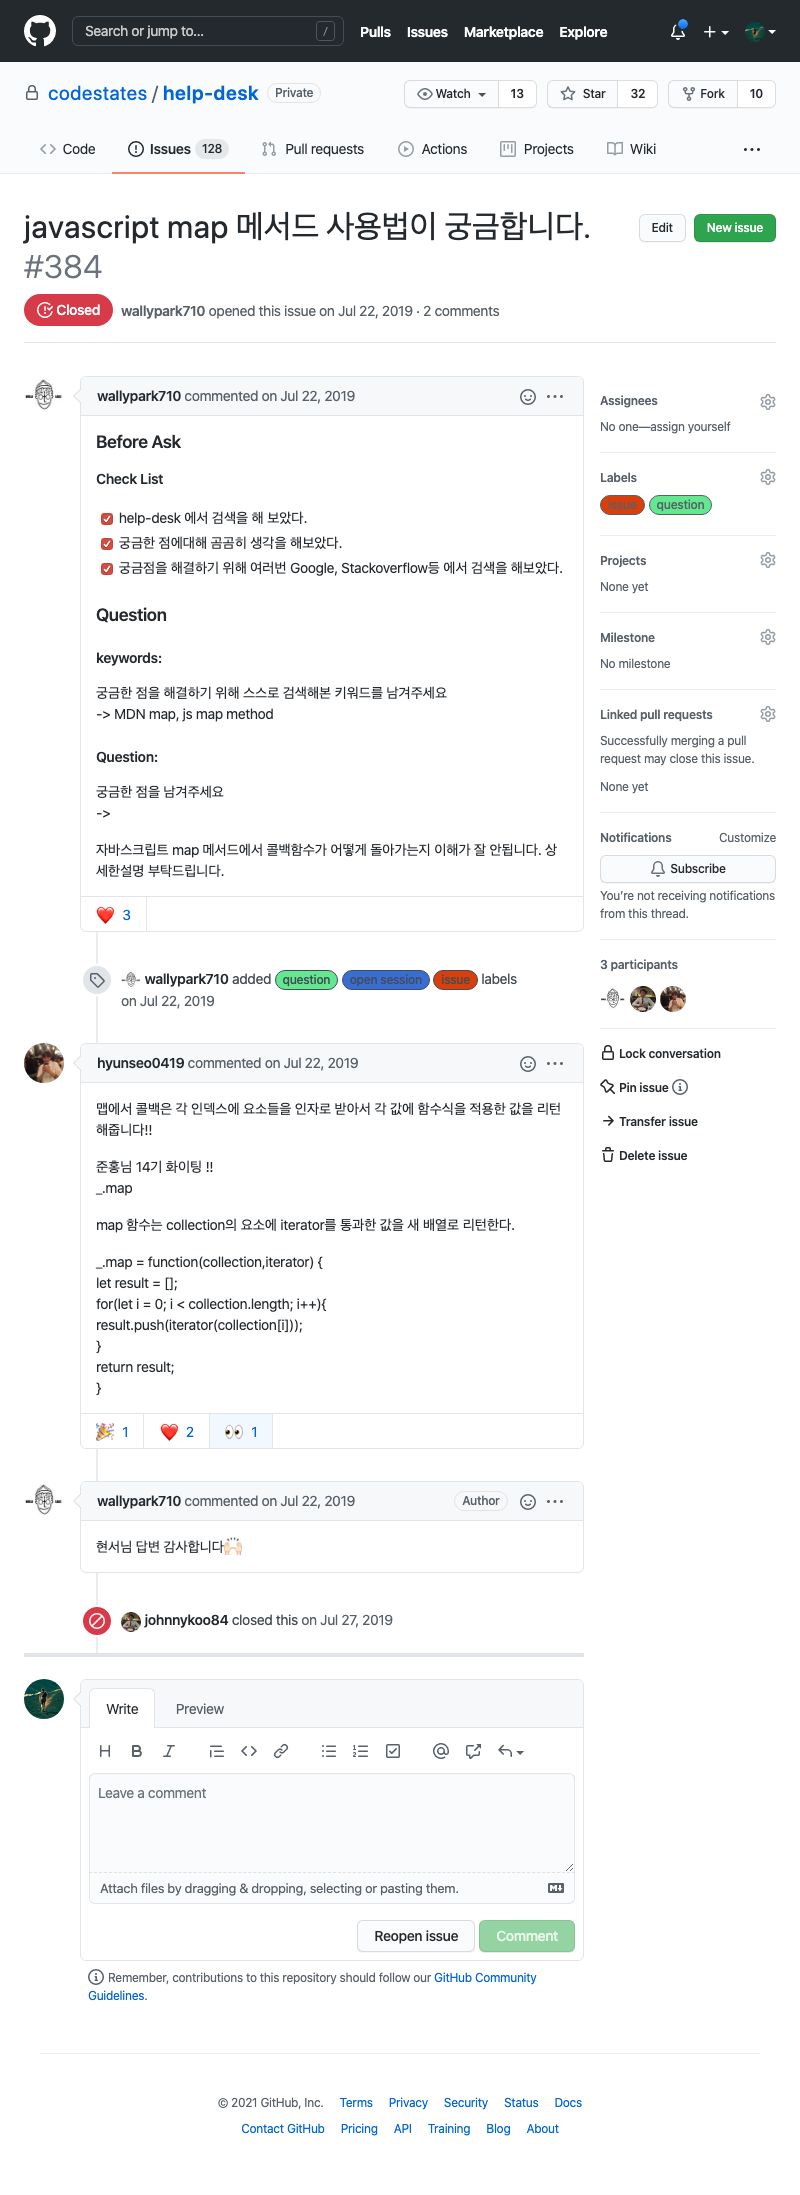 Search or jump to...
/
Pulls Issues Marketplace Explore
codestates / help-desk Private
Watch 13 Star 32 Fork 10
Code Issues 128 Pull requests Actions Projects Wiki
javascript map 메서드 사용법이 궁금합니다.
#384
Edit New issue
Closed wallypark710 opened this issue on Jul 22, 2019 · 2 comments
wallypark710 commented on Jul 22, 2019
Before Ask
Check List
help-desk 에서 검색을 해 보았다.
궁금한 점에대해 곰곰히 생각을 해보았다.
궁금점을 해결하기 위해 여러번 Google, Stackoverflow등 에서 검색을 해보았다.
Question
keywords:
궁금한 점을 해결하기 위해 스스로 검색해본 키워드를 남겨주세요
-> MDN map, js map method
Question:
궁금한 점을 남겨주세요
->
자바스크립트 map 메서드에서 콜백함수가 어떻게 돌아가는지 이해가 잘 안됩니다. 상
세한설명 부탁드립니다.
3
wallypark710 added question open session issue labels
on Jul 22, 2019
hyunseo0419 commented on Jul 22, 2019
맵에서 콜백은 각 인덱스에 요소들을 인자로 받아서 각 값에 함수식을 적용한 값을 리턴
해줍니다!!
준홍님 14기 화이팅 !!
_.map
map 함수는 collection의 요소에 iterator를 통과한 값을 새 배열로 리턴한다.
_.map = function(collection,iterator) {
let result = [];
for(let i = 0; i < collection.length; i++){
result.push(iterator(collection[i]));
}
return result;
}
1 2 1
wallypark710 commented on Jul 22, 2019 Author
현서님 답변 감사합니다
johnnykoo84 closed this on Jul 27, 2019
Write Preview
Leave a comment
Attach files by dragging & dropping, selecting or pasting them.
Reopen issue Comment
Remember, contributions to this repository should follow our GitHub Community
Guidelines.
Assignees
No one—assign yourself
Labels
issue question
Projects
None yet
Milestone
No milestone
Linked pull requests
Successfully merging a pull
request may close this issue.
None yet
Notifications Customize
Subscribe
You're not receiving notifications
from this thread.
3 participants
Lock conversation
Pin issue
Transfer issue
Delete issue
© 2021 GitHub, Inc. Terms Privacy Security Status Docs
Contact GitHub Pricing API Training Blog About